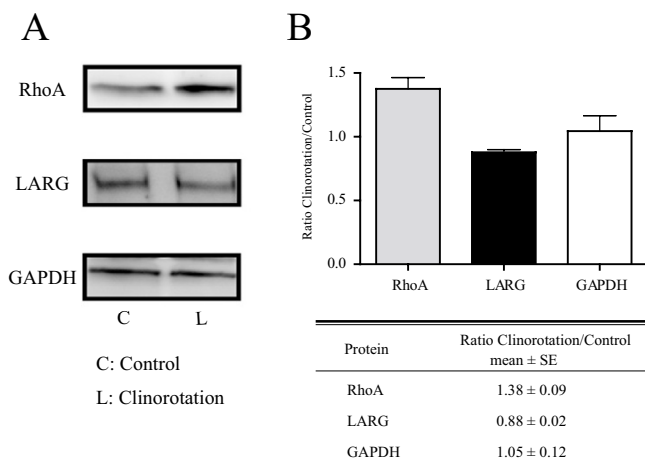 A
RhoA
LARG
GAPDH
C L
C: Control
L: Clinorotation
B
Ratio Clinorotation/Control
1.5
1.0
0.5
0.0
RhoA LARG GAPDH
Protein Ratio Clinorotation/Control
mean ± SE
RhoA 1.38 ± 0.09
LARG 0.88 ± 0.02
GAPDH 1.05 ± 0.12